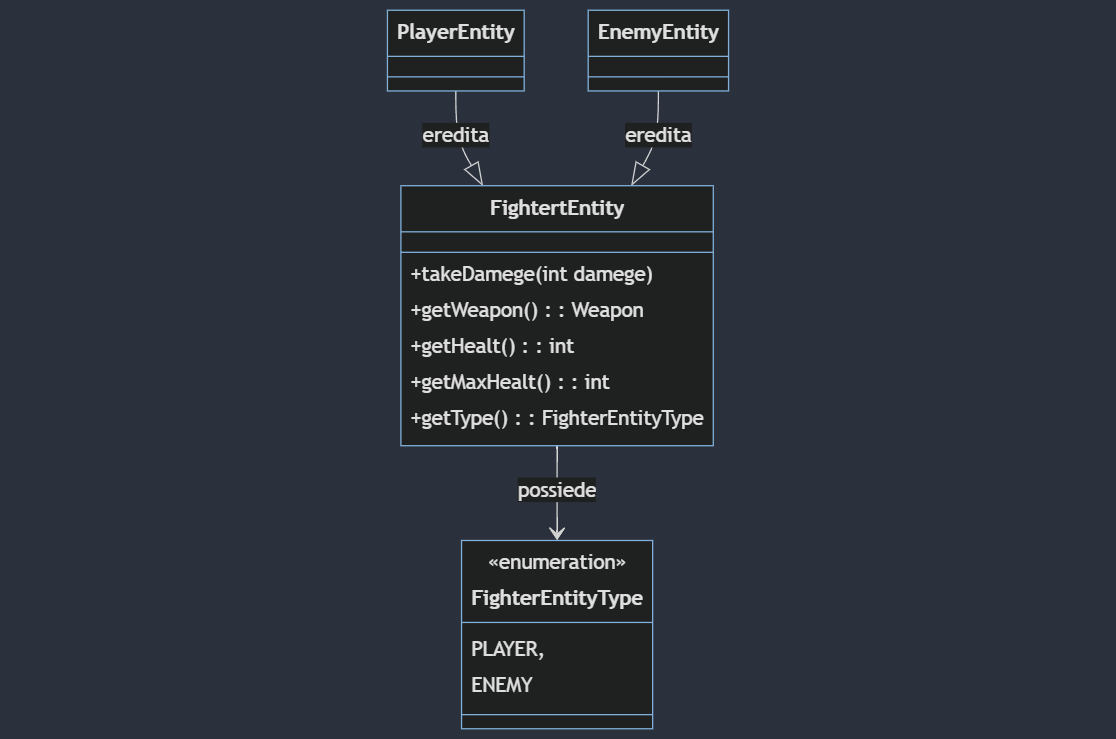 PlayerEntity
EnemyEntity
eredita
eredita
FightertEntity
+takeDamege(int damege)
+getWeapon() : : Weapon
+getHealt() : : int
+getMaxHealt() : : int
+getType() : : FighterEntityType
possiede
«enumeration»
FighterEntityType
PLAYER,
ENEMY